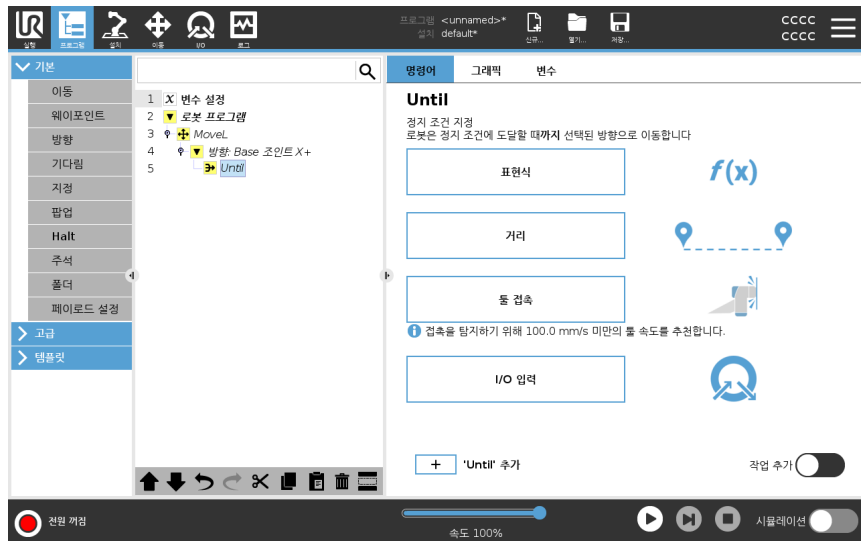 프로그램 <unnamed>*
설치 default*
실행
프로그램
설치
이동
I/O
로그
신규...
열기...
저장...
cccc
cccc
기본
이동
웨이포인트
방향
기다림
지정
팝업
Halt
주석
폴더
페이로드 설정
고급
템플릿
1 변수 설정
2 로봇 프로그램
3 MoveL
4 방향: Base 조인트 X+
5 Until
명령어
그래픽
변수
Until
정지 조건 지정
로봇은 정지 조건에 도달할 때까지 선택된 방향으로 이동합니다
표현식
f(x)
거리
툴 접촉
접촉을 탐지하기 위해 100.0 mm/s 미만의 툴 속도를 추천합니다.
I/O 입력
+ 'Until' 추가
작업 추가
전원 꺼짐
속도 100%
시뮬레이션